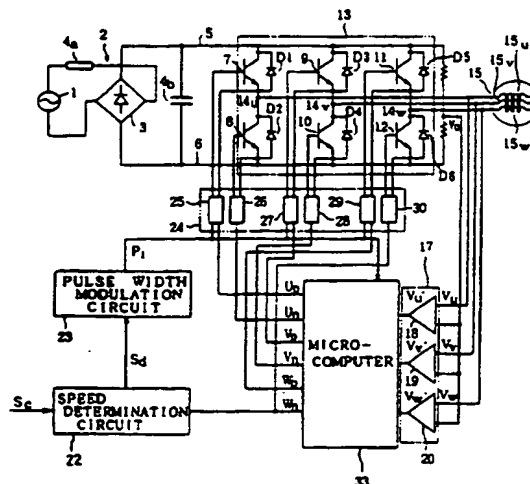 13
5
7
D1
9
D3
11
D5
4a
2
15
15u
15v
14u
14v
14w
15w
1
3
4b
D2
D4
D6
V0
8
10
12
6
25
26
29
30
24
27
28
P1
17
PULSE WIDTH
MODULATION
CIRCUIT
23
Up
Un
Vp
Vn
Wp
Wn
MICRO-
COMPUTER
Vu'
Vu
18
Vv'
Vv
19
Vw'
Vw
20
Sd
Sc
SPEED
DETERMINATION
CIRCUIT
22
33